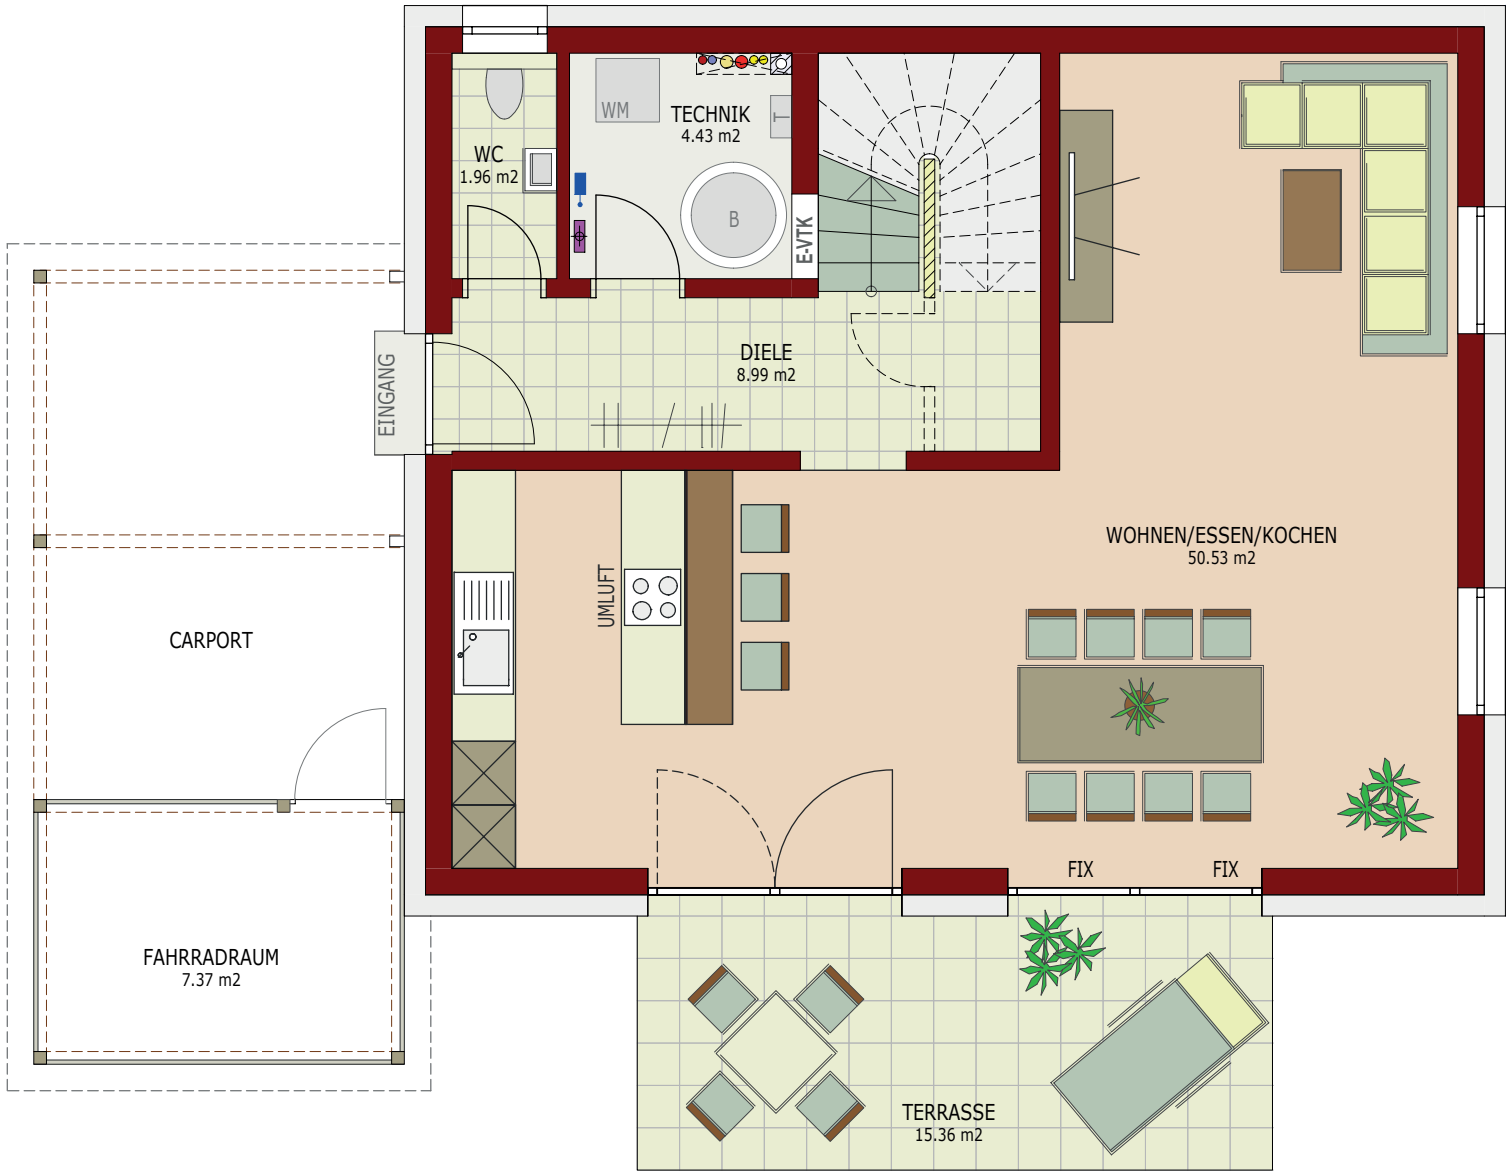 WM
TECHNIK
4.43 m2
T
WC
1.96 m2
B
E-VTK
DIELE
8.99 m2
EINGANG
WOHNEN/ESSEN/KOCHEN
50.53 m2
UMLUFT
CARPORT
FIX
FIX
FAHRRADRAUM
7.37 m2
TERRASSE
15.36 m2